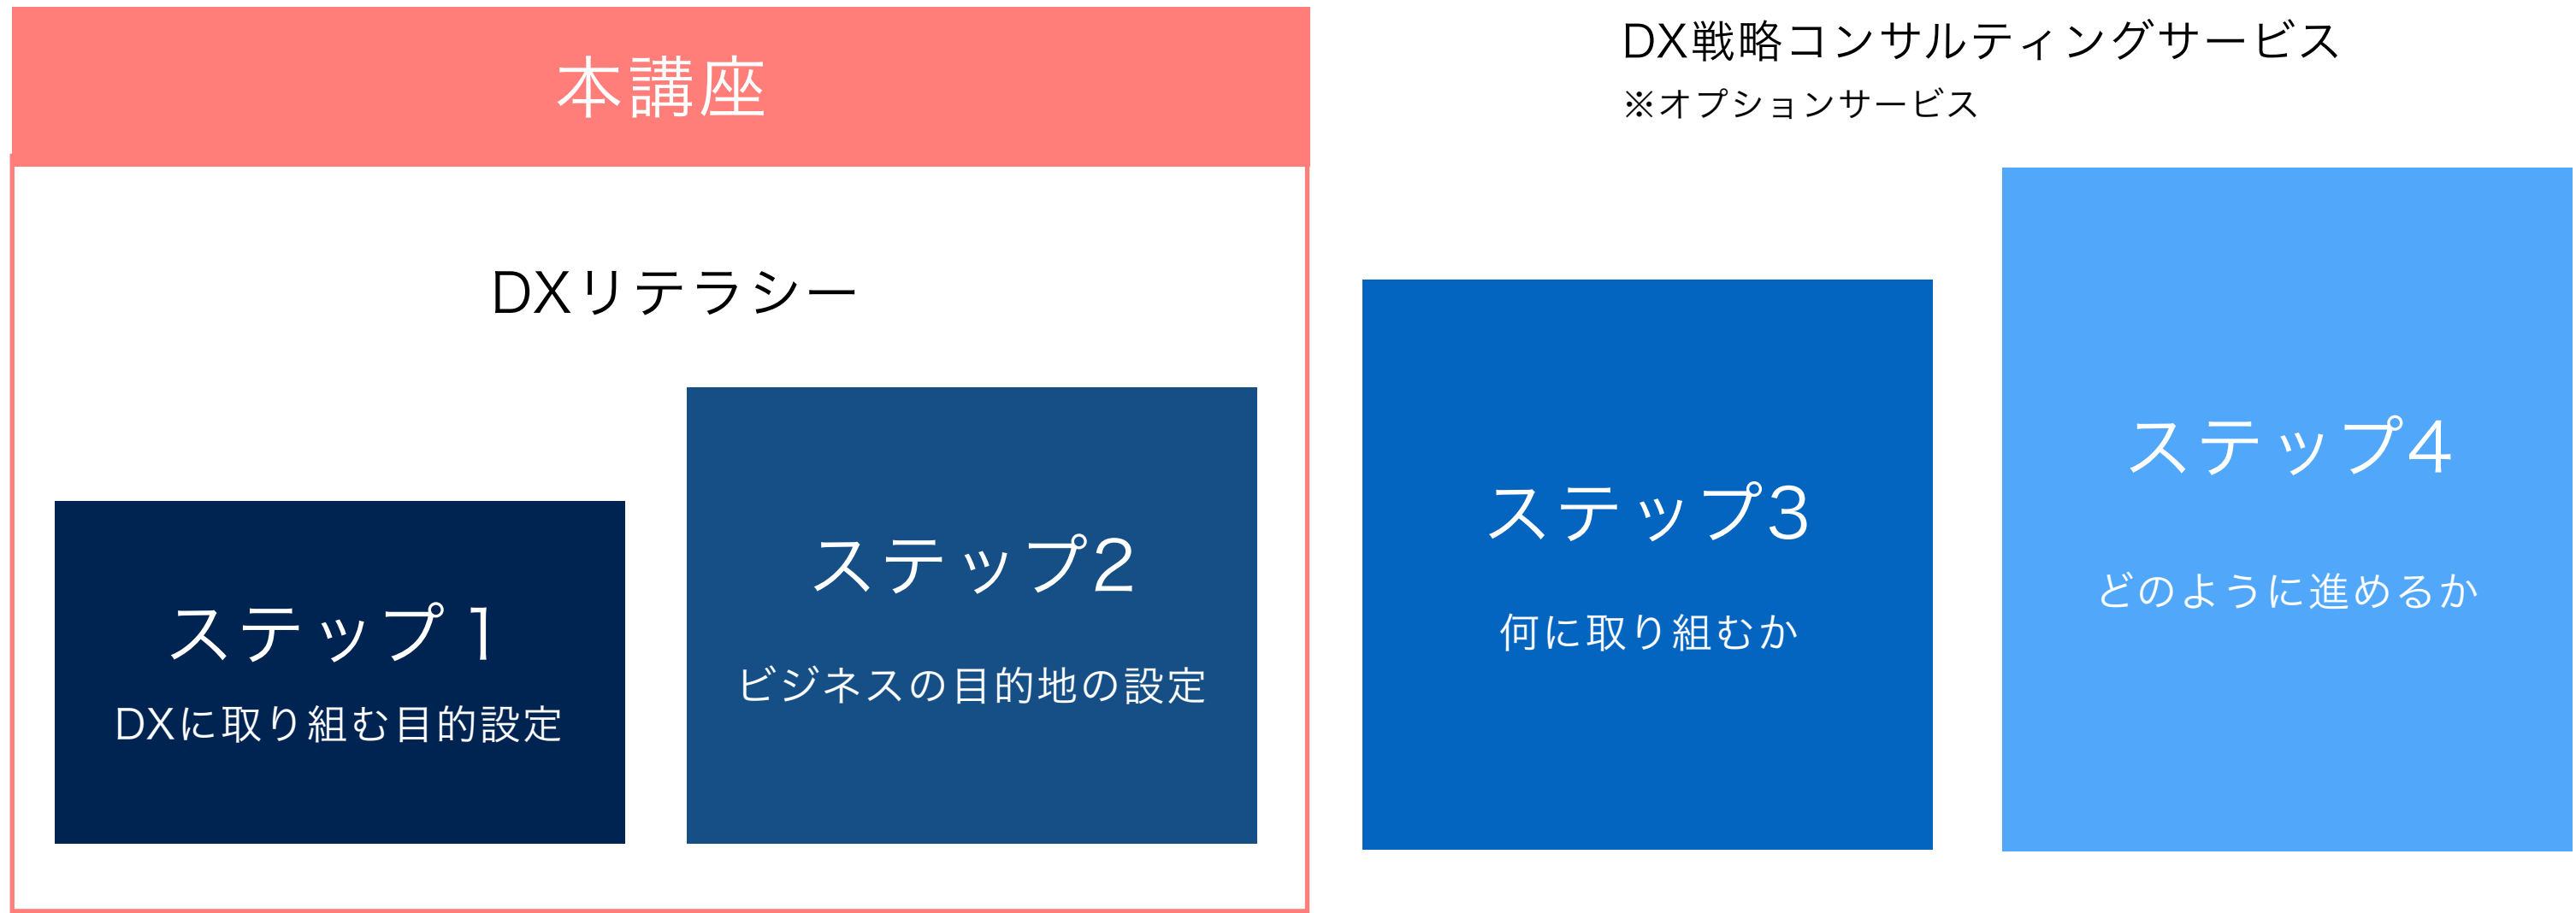 本講座
DXリテラシー
ステップ１
DXに取り組む目的設定
ステップ2
ビジネスの目的地の設定
DX戦略コンサルティングサービス
※オプションサービス
ステップ3
何に取り組むか
ステップ4
どのように進めるか